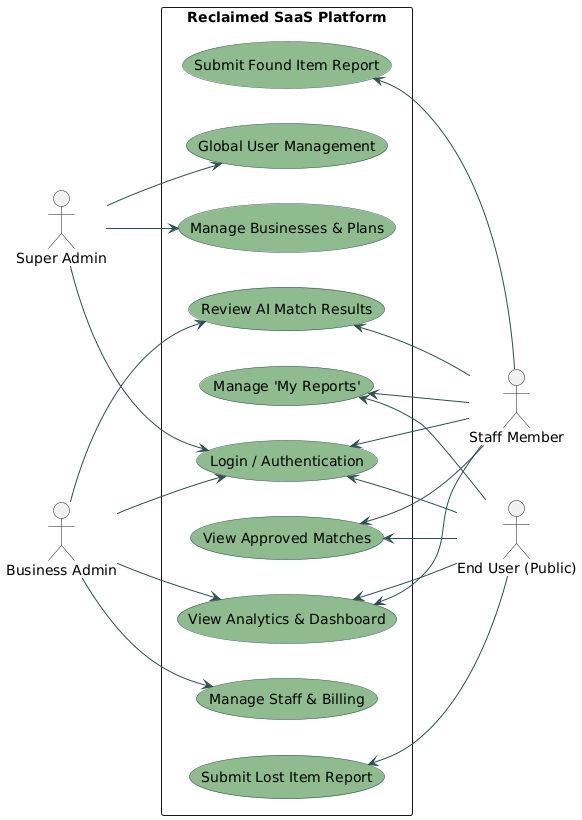 Reclaimed SaaS Platform
Submit Found Item Report
Global User Management
Manage Businesses & Plans
Super Admin
Review AI Match Results
Manage 'My Reports'
Staff Member
Login / Authentication
View Approved Matches
Business Admin
End User (Public)
View Analytics & Dashboard
Manage Staff & Billing
Submit Lost Item Report